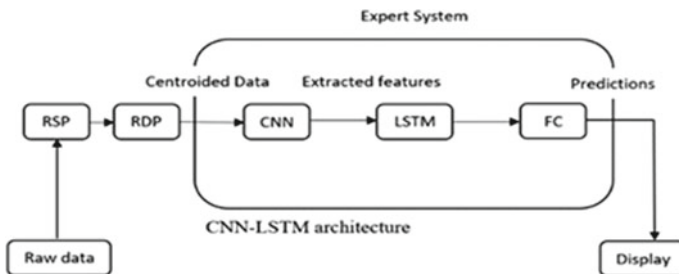 Expert System
Centroided Data
Extracted features
Predictions
RSP
RDP
CNN
LSTM
FC
CNN-LSTM architecture
Raw data
Display